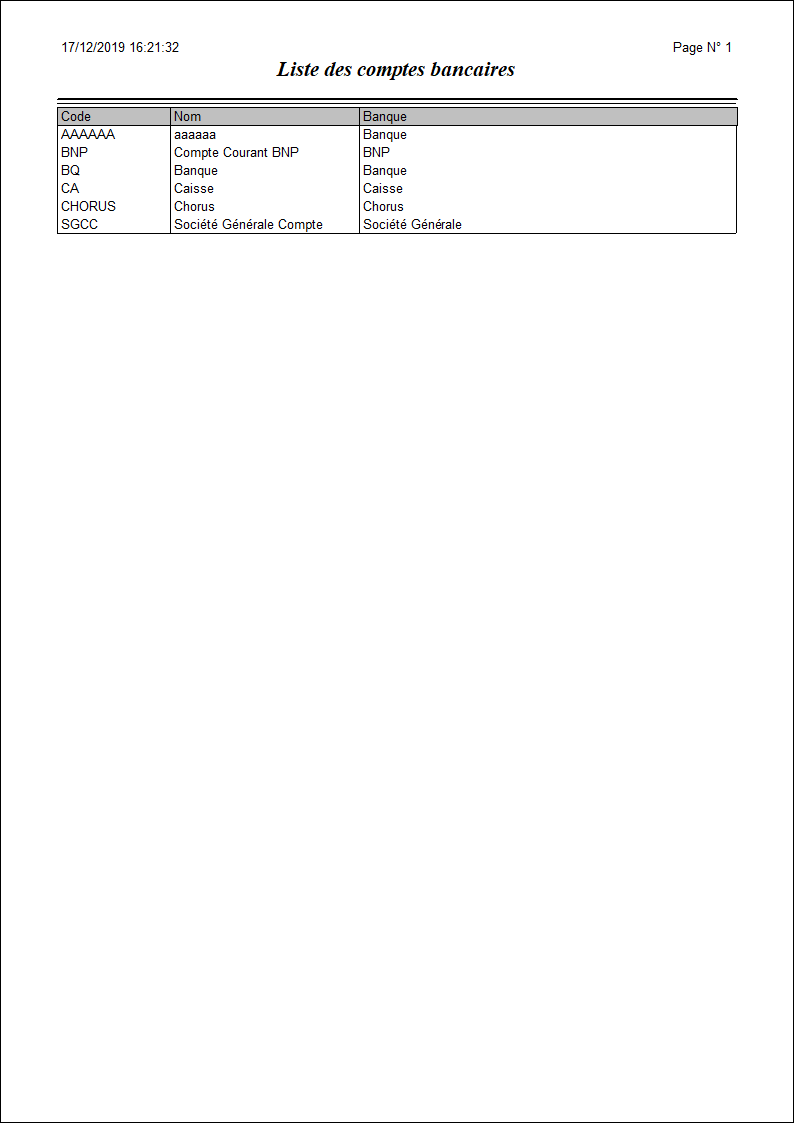 17/12/2019 16:21:32 Page N° 1
Liste des comptes bancaires
Code Nom Banque
AAAAAA aaaaaa Banque
BNP Compte Courant BNP BNP
BQ Banque Banque
CA Caisse Caisse
CHORUS Chorus Chorus
SGCC Société Générale Compte Société Générale